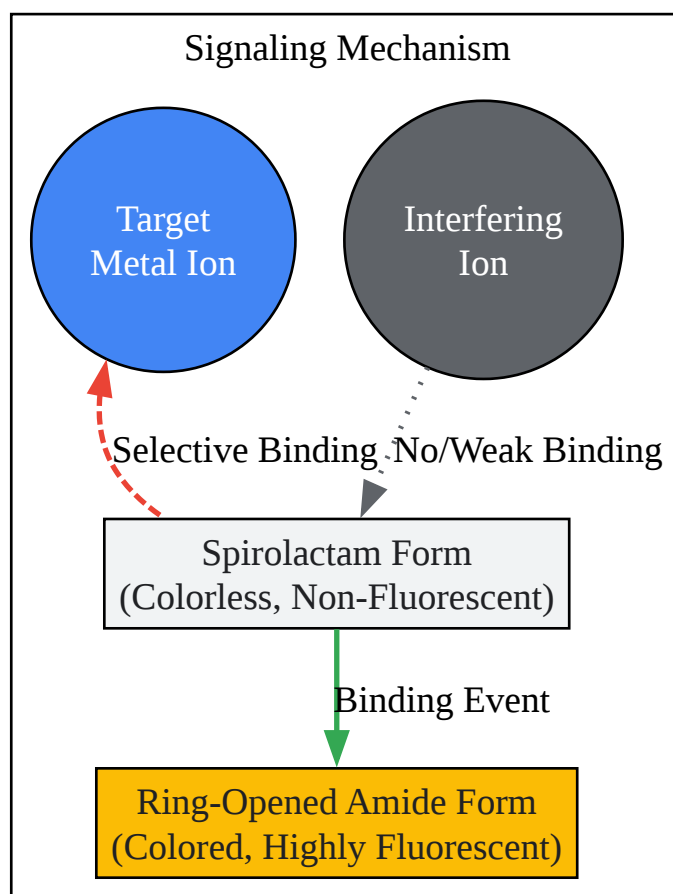 Signaling Mechanism
Target
Metal Ion
Interfering
Ion
Selective Binding
No/Weak Binding
Spirolactam Form
(Colorless, Non-Fluorescent)
Binding Event
Ring-Opened Amide Form
(Colored, Highly Fluorescent)